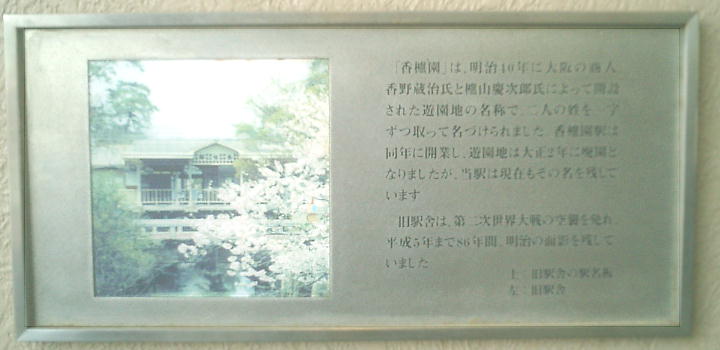 「香櫨園」は、明治40年に大阪の商人
香野蔵治氏と櫨山慶次郎氏によって開設
された遊園地の名称で、二人の姓を一字
ずつ取って名づけられました。香櫨園駅は
同年に開業し、遊園地は大正2年に廃園と
なりましたが、当駅は現在もその名を残して
います
旧駅舎は、第二次世界大戦の空襲を免れ、
平成5年まで86年間、明治の面影を残して
いました
上：旧駅舎の駅名板
左：旧駅舎